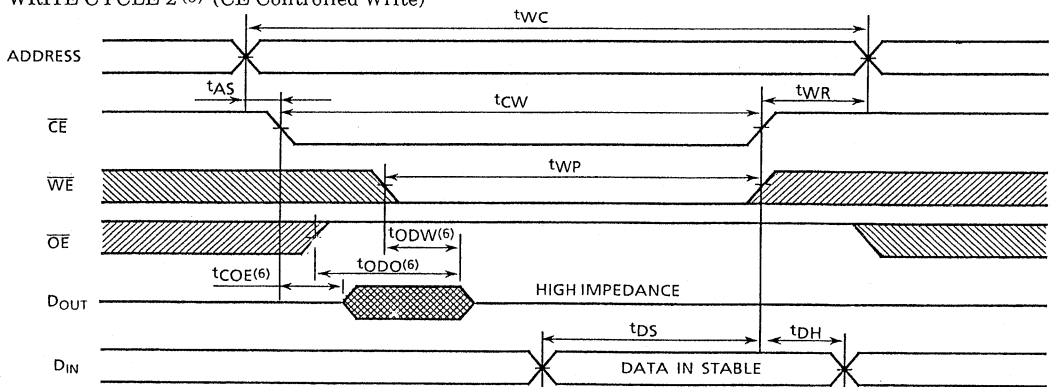 WRITE CYCLE 2 (5) (CE Controlled Write)
tWC
ADDRESS
tAS
tCW
tWR
CE
tWP
WE
OE
tODW(6)
tODO(6)
tCOE(6)
DOUT
HIGH IMPEDANCE
tDS
tDH
DIN
DATA IN STABLE